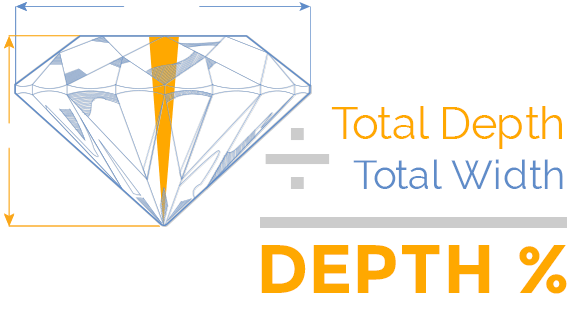 Total Depth
÷ Total Width
DEPTH %